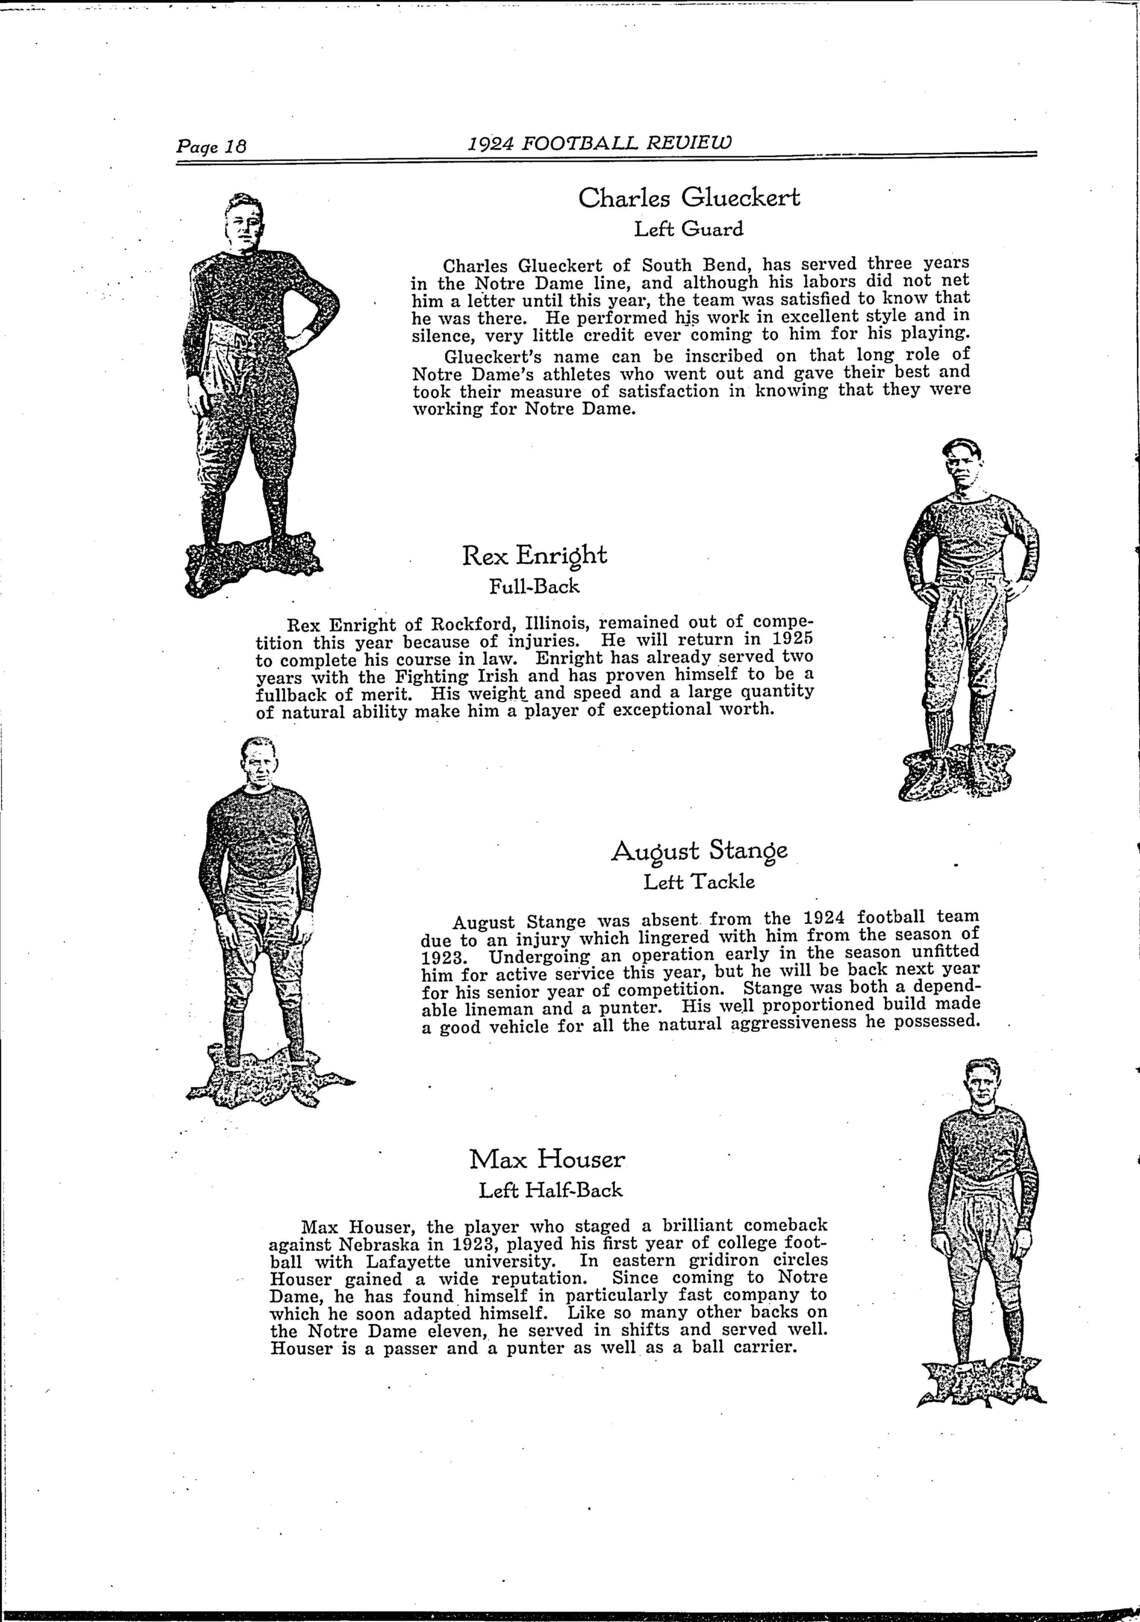 Page 18
1924 FOOTBALL REVIEW
Charles Glueckert
Left Guard
Charles Glueckert of South Bend, has served three years
in the Notre Dame line, and although his labors did not net
him a letter until this year, the team was satisfied to know that
he was there. He performed his work in excellent style and in
silence, very little credit ever coming to him for his playing.
Glueckert's name can be inscribed on that long role of
Notre Dame's athletes who went out and gave their best and
took their measure of satisfaction in knowing that they were
working for Notre Dame.
Rex Enright
Full-Back
Rex Enright of Rockford, Illinois, remained out of compe-
tition this year because of injuries. He will return in 1925
to complete his course in law. Enright has already served two
years with the Fighting Irish and has proven himself to be a
fullback of merit. His weight and speed and a large quantity
of natural ability make him a player of exceptional worth.
August Stange
Left Tackle
August Stange was absent from the 1924 football team
due to an injury which lingered with him from the season of
1923. Undergoing an operation early in the season unfitted
him for active service this year, but he will be back next year
for his senior year of competition. Stange was both a depend-
able lineman and a punter. His well proportioned build made
a good vehicle for all the natural aggressiveness he possessed.
Max Houser
Left Half-Back
Max Houser, the player who staged a brilliant comeback
against Nebraska in 1923, played his first year of college foot-
ball with Lafayette university. In eastern gridiron circles
Houser gained a wide reputation. Since coming to Notre
Dame, he has found himself in particularly fast company to
which he soon adapted himself. Like so many other backs on
the Notre Dame eleven, he served in shifts and served well.
Houser is a passer and a punter as well as a ball carrier.